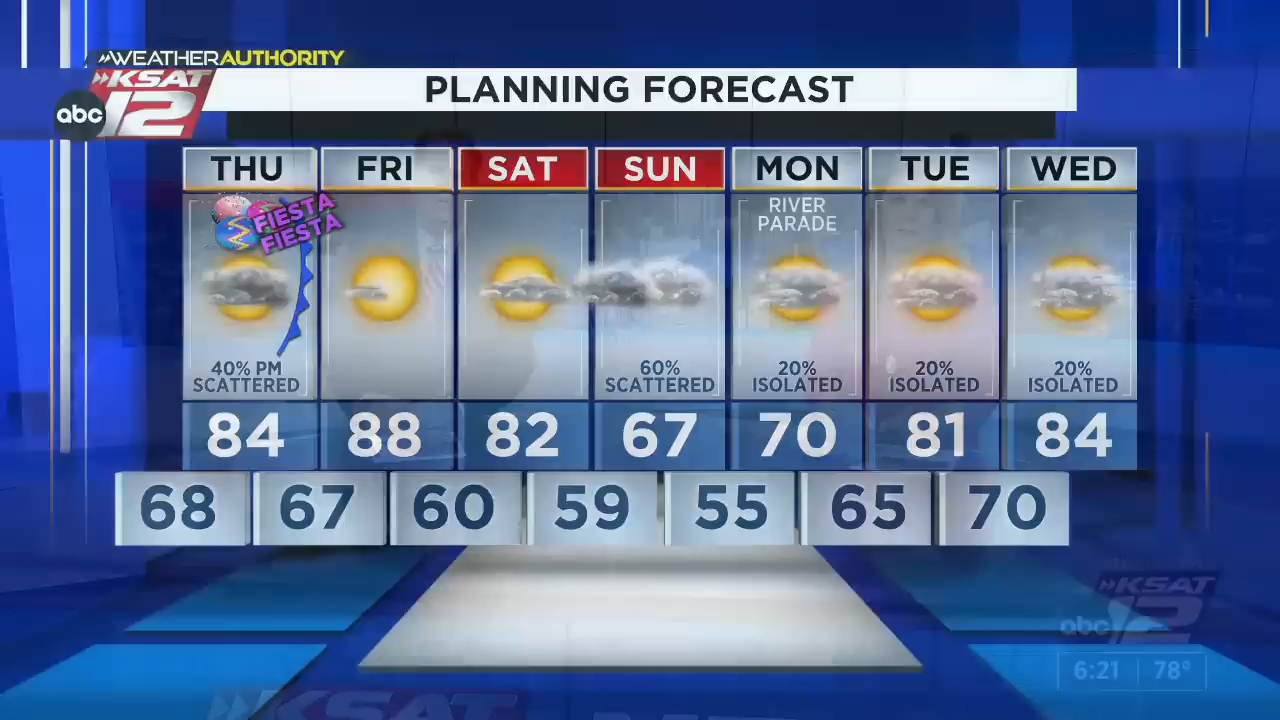 WEATHERAUTHORITY
KSAT
abc 12
PLANNING FORECAST
THU FRI SAT SUN MON TUE WED
FIESTA
FIESTA
RIVER
PARADE
40% PM
SCATTERED
60%
SCATTERED
20%
ISOLATED
20%
ISOLATED
20%
ISOLATED
84 88 82 67 70 81 84
68 67 60 59 55 65 70
KSAT
abc 12
6:21 78°
KSAT